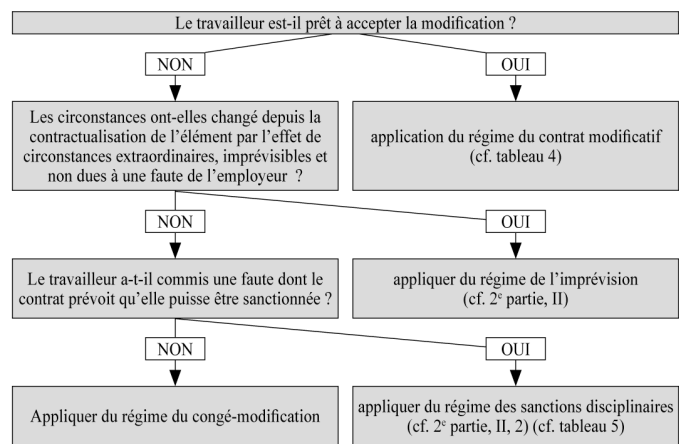 Le travailleur est-il prêt à accepter la modification ?
NON
OUI
Les circonstances ont-elles changé depuis la
contractualisation de l’élément par l’effet de
circonstances extraordinaires, imprévisibles et
non dues à une faute de l’employeur ?
application du régime du contrat modificatif
(cf. tableau 4)
NON
OUI
Le travailleur a-t-il commis une faute dont le
contrat prévoit qu’elle puisse être sanctionnée ?
appliquer du régime de l’imprévision
(cf. 2e partie, II)
NON
OUI
Appliquer du régime du congé-modification
appliquer du régime des sanctions disciplinaires
(cf. 2e partie, II, 2) (cf. tableau 5)